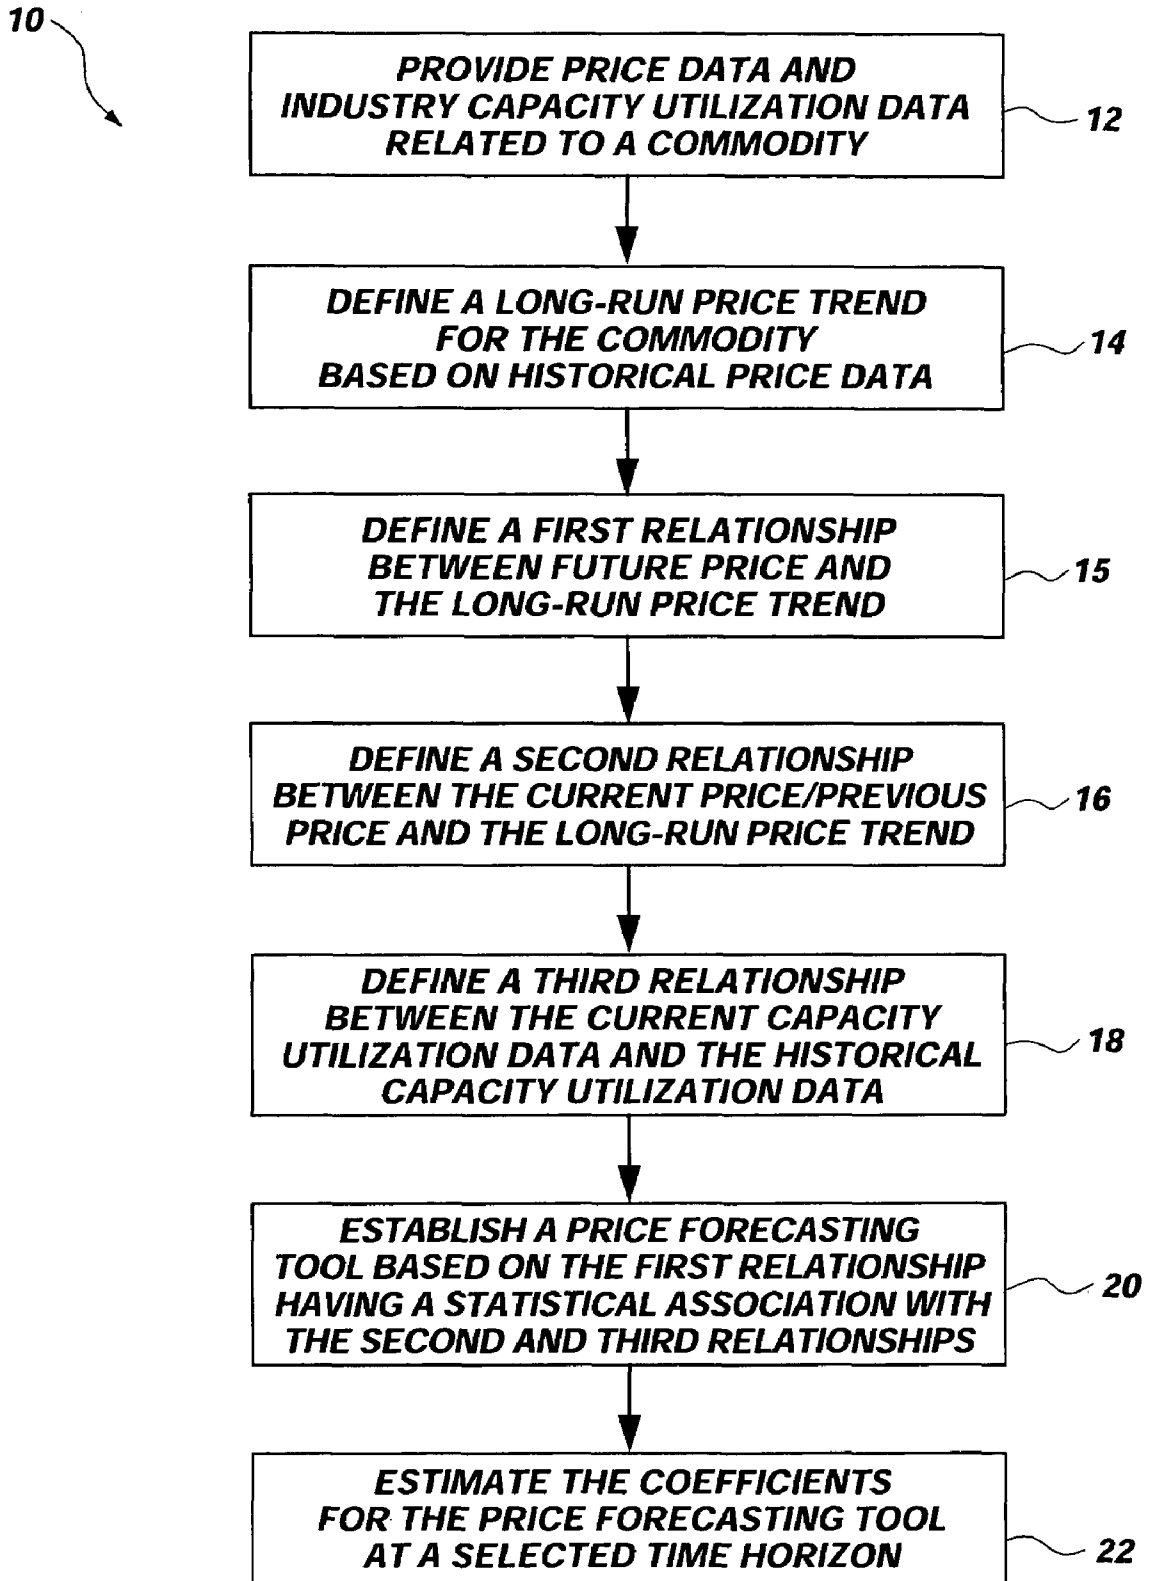 10
PROVIDE PRICE DATA AND
INDUSTRY CAPACITY UTILIZATION DATA
RELATED TO A COMMODITY
12
DEFINE A LONG-RUN PRICE TREND
FOR THE COMMODITY
BASED ON HISTORICAL PRICE DATA
14
DEFINE A FIRST RELATIONSHIP
BETWEEN FUTURE PRICE AND
THE LONG-RUN PRICE TREND
15
DEFINE A SECOND RELATIONSHIP
BETWEEN THE CURRENT PRICE/PREVIOUS
PRICE AND THE LONG-RUN PRICE TREND
16
DEFINE A THIRD RELATIONSHIP
BETWEEN THE CURRENT CAPACITY
UTILIZATION DATA AND THE HISTORICAL
CAPACITY UTILIZATION DATA
18
ESTABLISH A PRICE FORECASTING
TOOL BASED ON THE FIRST RELATIONSHIP
HAVING A STATISTICAL ASSOCIATION WITH
THE SECOND AND THIRD RELATIONSHIPS
20
ESTIMATE THE COEFFICIENTS
FOR THE PRICE FORECASTING TOOL
AT A SELECTED TIME HORIZON
22